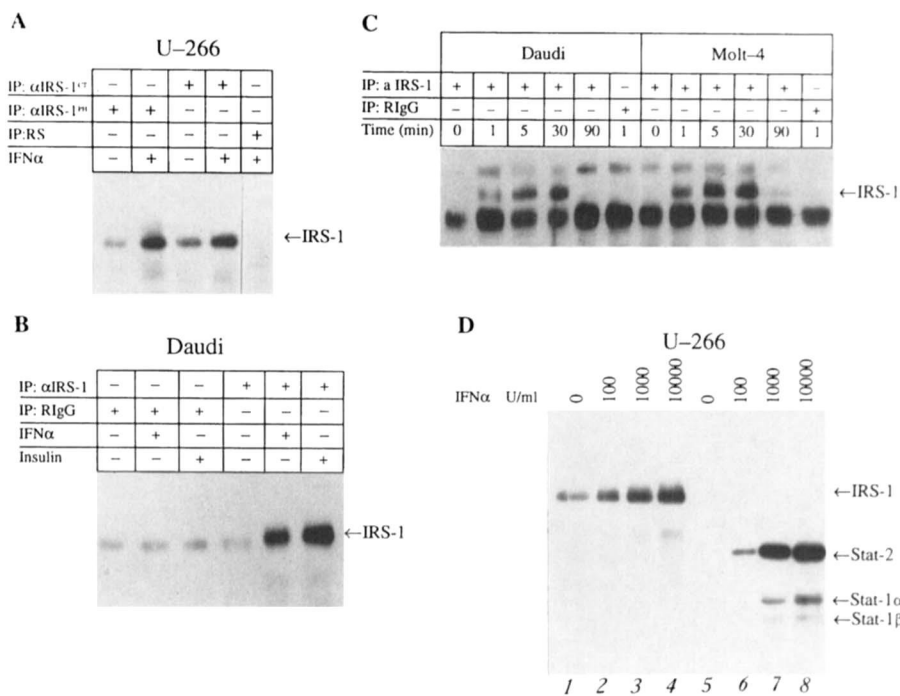 A
U–266
IP: αIRS-1CT – – + + –
IP: αIRS-1PH + + – – –
IP:RS – – – – +
IFNα – + – + +
←IRS-1
B
Daudi
IP: αIRS-1 – – – + + +
IP: RIgG + + + – – –
IFNα – + – – + –
Insulin – – + – – +
←IRS-1
C
Daudi Molt–4
IP: a IRS-1 + + + + + – + + + + + –
IP: RIgG – – – – – + – – – – – +
Time (min) 0 1 5 30 90 1 0 1 5 30 90 1
←IRS-1
D
U–266
IFNα U/ml 0 100 1000 10000 0 100 1000 10000
←IRS-1
←Stat-2
←Stat-1α
←Stat-1β
1 2 3 4 5 6 7 8